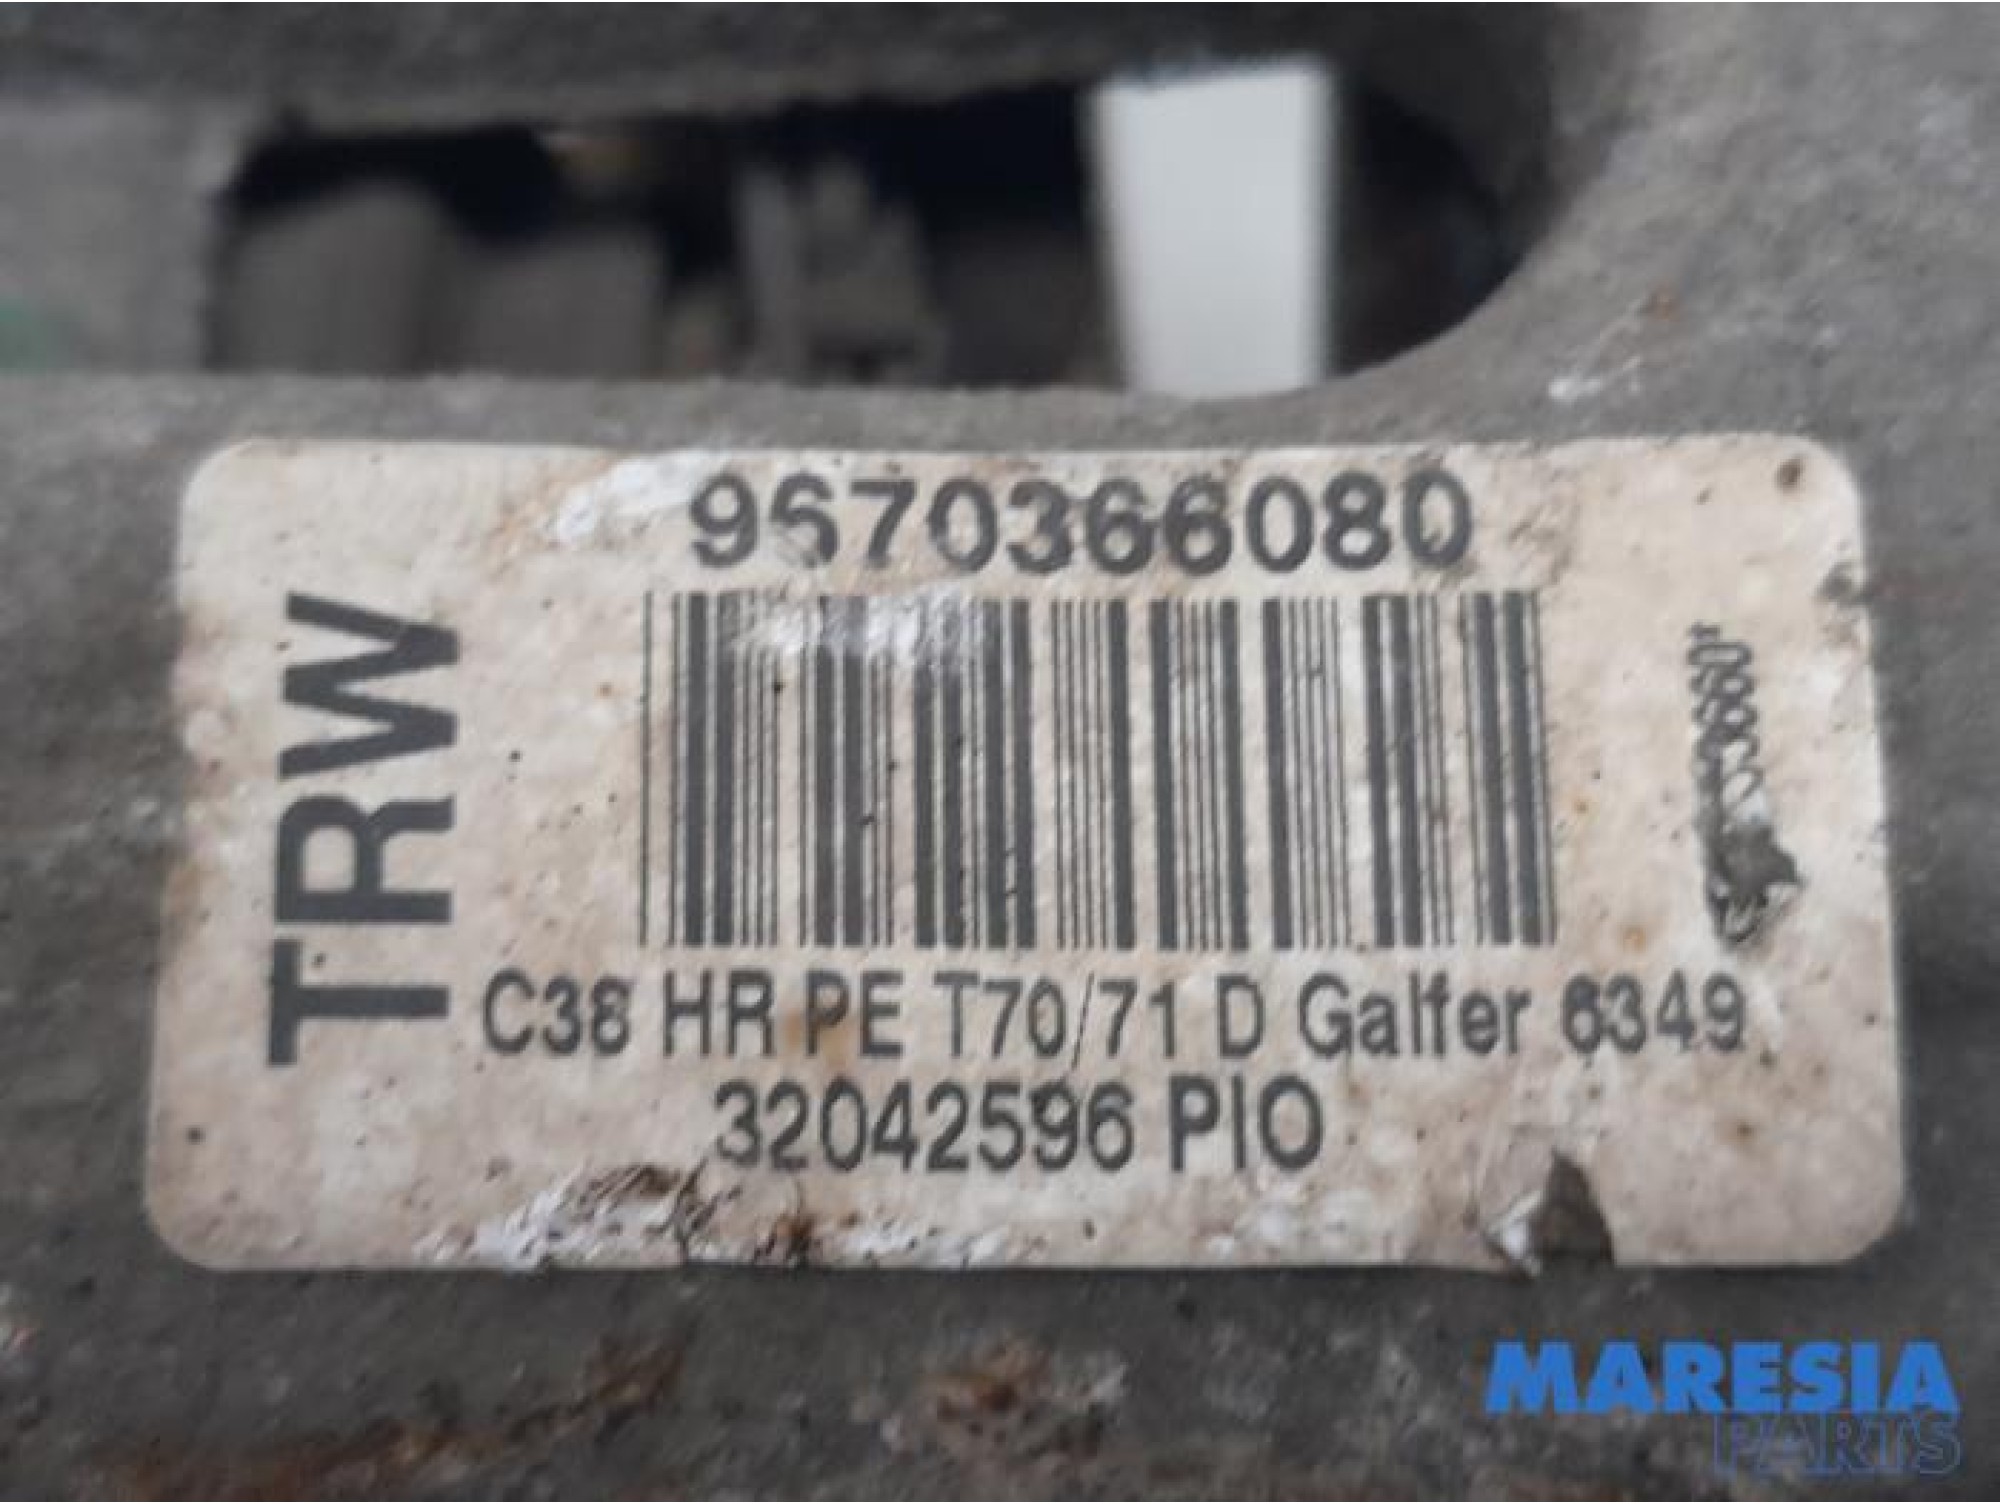 9670366080
TRW
C38 HR PE T70/71 D Galfer 6349
32042596 PIO
MARESIA
PARTS